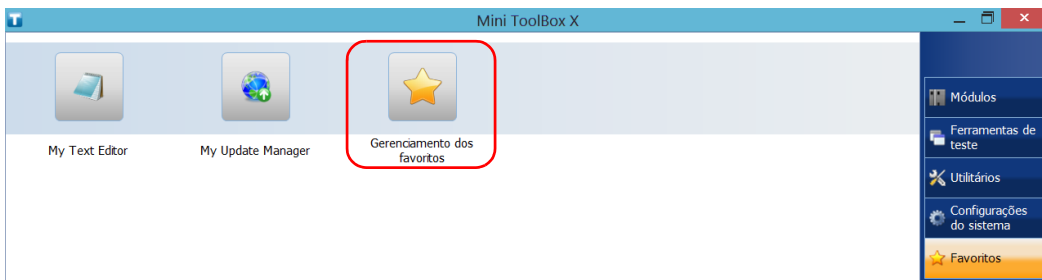 Mini ToolBox X
My Text Editor
My Update Manager
Gerenciamento dos
favoritos
Módulos
Ferramentas de
teste
Utilitários
Configurações
do sistema
Favoritos